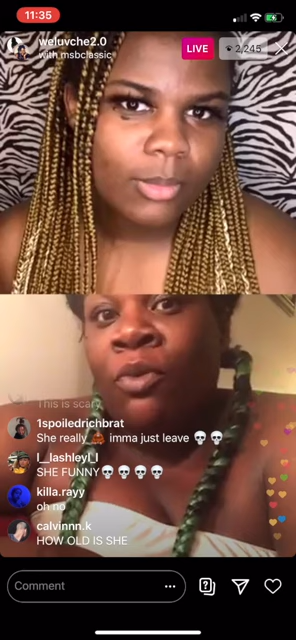 11:35
weluvche2.0
with msbclassic
LIVE
2,245
This is scary
1spoiledrichbrat
She really💩 imma just leave 💀💀
l__lashleyl_l
SHE FUNNY💀💀💀💀
killa.rayy
oh no
calvinnn.k
HOW OLD IS SHE
Comment